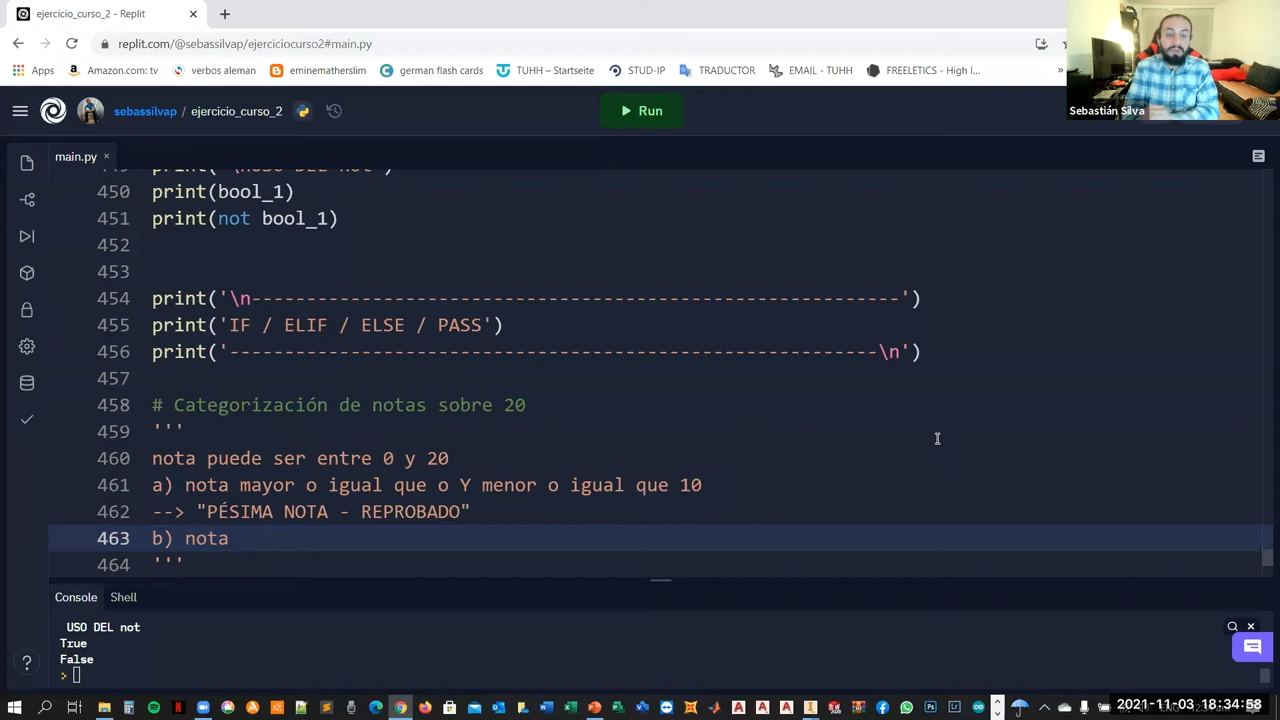 ejercicio_curso_2 - Replit
replit.com/@sebassilvap/ejerciciocurso2#main.py
Apps Amazon.com: tv verbos aleman eminematherslim german flash card TUHH – Startseite STUD-IP TRADUCTOR EMAIL - TUHH FREELETICS - High I...
Sebastián Silva
sebassilvap / ejercicio_curso_2
Run
main.py
450 print(bool_1)
451 print(not bool_1)
452
453
454 print('\n-----------------------------------------------------------')
455 print('IF / ELIF / ELSE / PASS')
456 print('-----------------------------------------------------------\n')
457
458 # Categorización de notas sobre 20
459 '''
460 nota puede ser entre 0 y 20
461 a) nota mayor o igual que o Y menor o igual que 10
462 --> "PÉSIMA NOTA - REPROBADO"
463 b) nota
464 '''
Console Shell
USO DEL not
True
False
>
2021-11-03 18:34:58